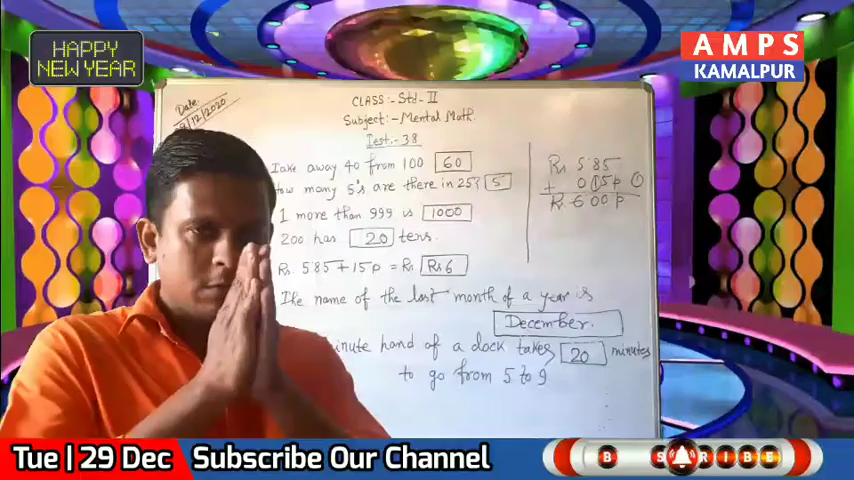 HAPPY
NEW YEAR
AMPS
KAMALPUR
Date:
/12/2020
CLASS:- Std- II
Subject:- Mental Math.
Test:- 38
Take away 40 from 100 60
How many 5's are there in 25? 5
1 more than 999 is 1000
200 has 20 tens.
Rs. 5.85 + 15 p = Rs. Rs 6
The name of the last month of a year is
December.
minute hand of a clock takes 20 minutes
to go from 5 to 9
Rs 5.85
+ 0 15p
Rs 6.00 p
Tue | 29 Dec Subscribe Our Channel